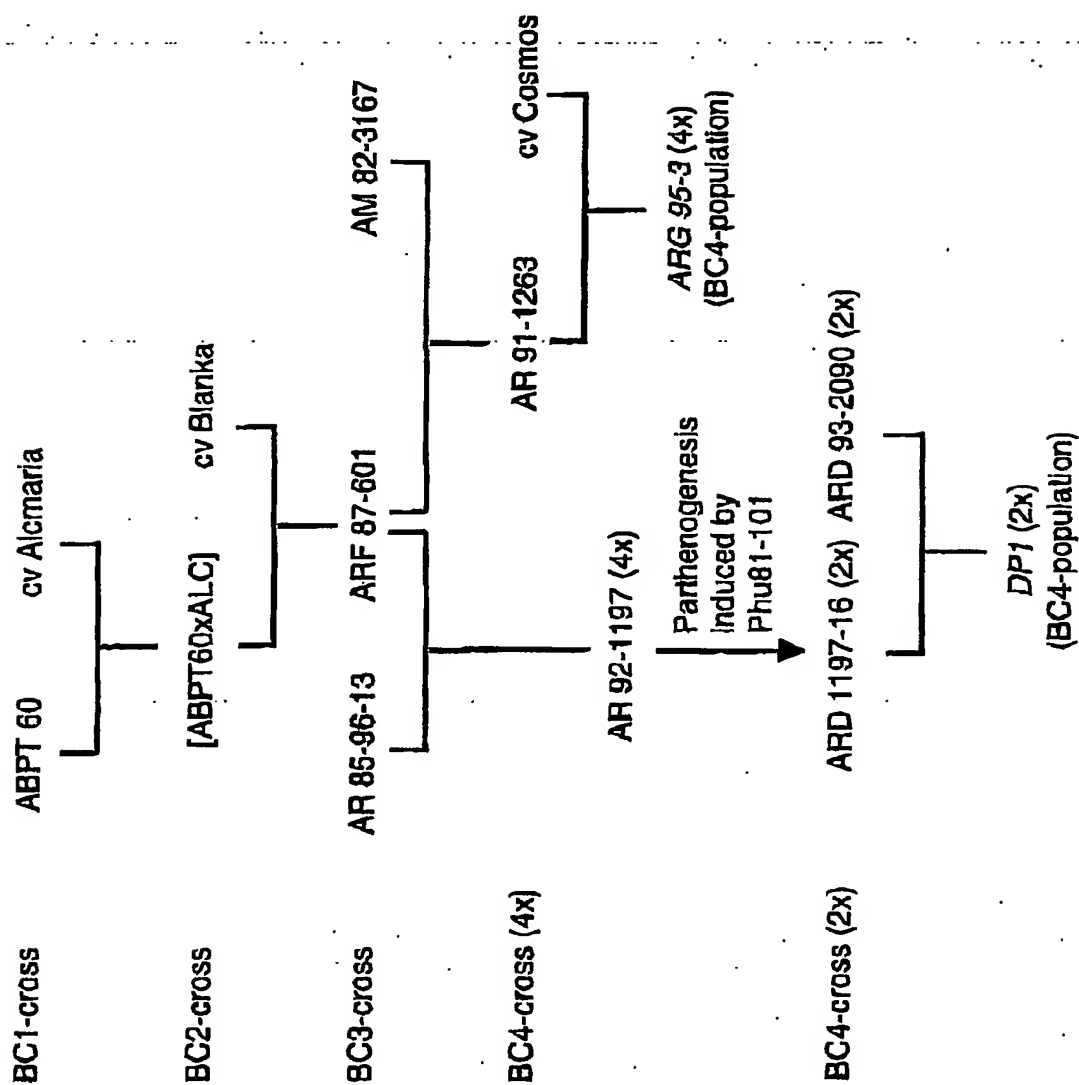 BC1-cross
ABPT 60
cv Alcmaria
BC2-cross
[ABPT60xALC]
cv Blanka
BC3-cross
AR 85-96-13
ARF 87-601
AM 82-3167
BC4-cross (4x)
AR 91-1263
cv Cosmos
AR 92-1197 (4x)
ARG 95-3 (4x)
(BC4-population)
Parthenogenesis
Induced by
Phu81-101
BC4-cross (2x)
ARD 1197-16 (2x)
ARD 93-2090 (2x)
DP1 (2x)
(BC4-population)